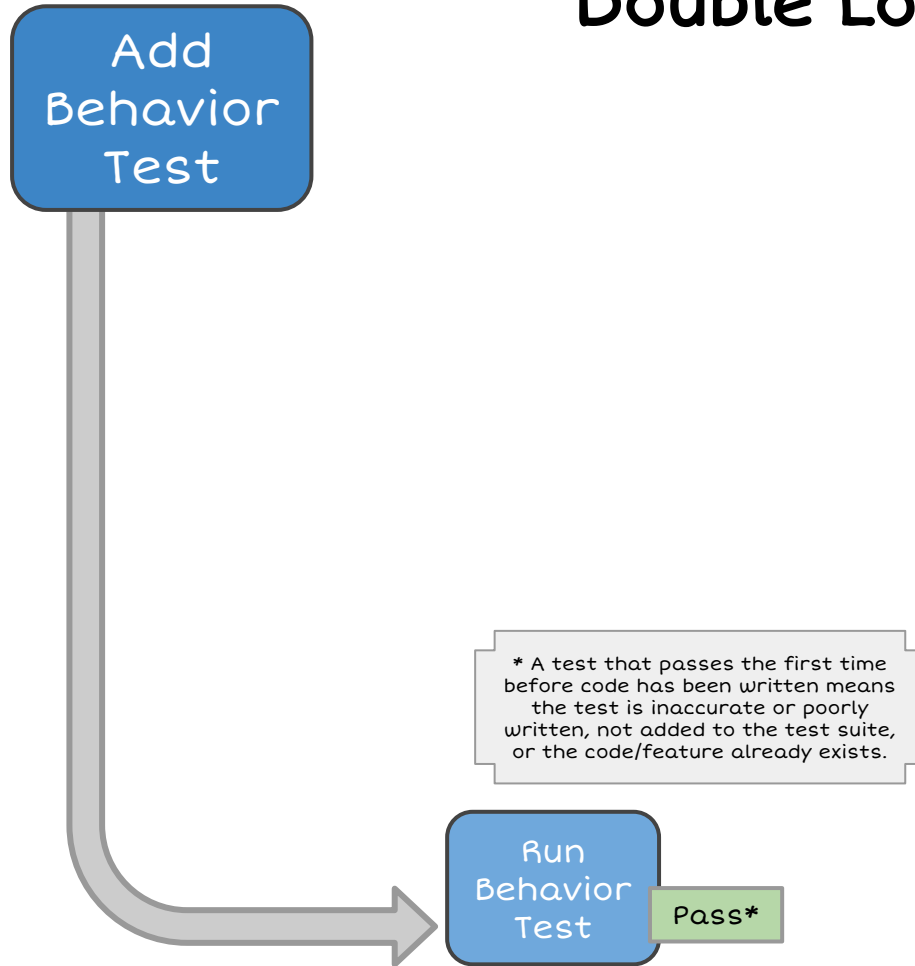 Double Lo
Add
Behavior
Test
* A test that passes the first time
before code has been written means
the test is inaccurate or poorly
written, not added to the test suite,
or the code/feature already exists.
Run
Behavior
Test
Pass*